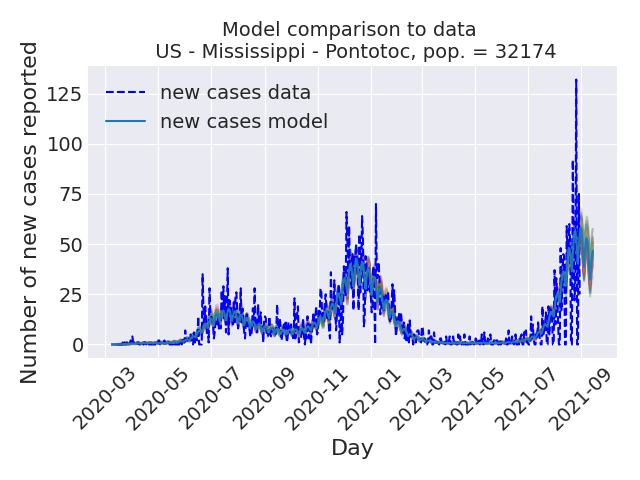 Model comparison to data
US - Mississippi - Pontotoc, pop. = 32174
Number of new cases reported
new cases data
new cases model
125
100
75
50
25
0
2020-03
2020-05
2020-07
2020-09
2020-11
2021-01
2021-03
2021-05
2021-07
2021-09
Day